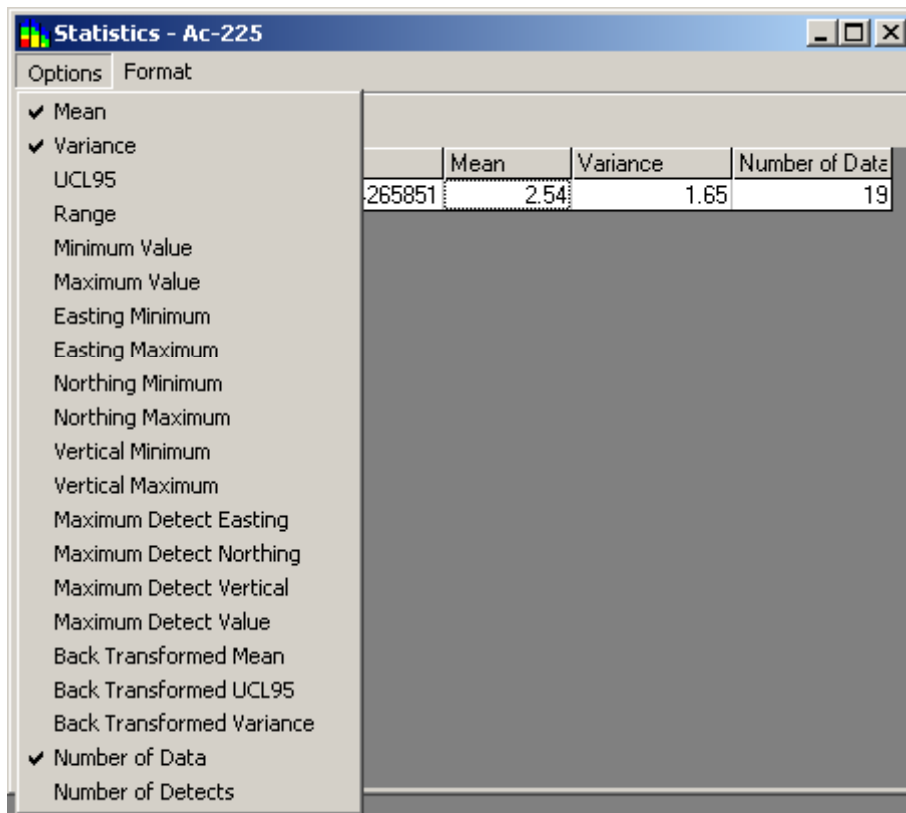 Statistics - Ac-225
Options Format
Mean
Variance
UCL95
Range
Minimum Value
Maximum Value
Easting Minimum
Easting Maximum
Northing Minimum
Northing Maximum
Vertical Minimum
Vertical Maximum
Maximum Detect Easting
Maximum Detect Northing
Maximum Detect Vertical
Maximum Detect Value
Back Transformed Mean
Back Transformed UCL95
Back Transformed Variance
Number of Data
Number of Detects
Mean Variance Number of Data
265851 2.54 1.65 19